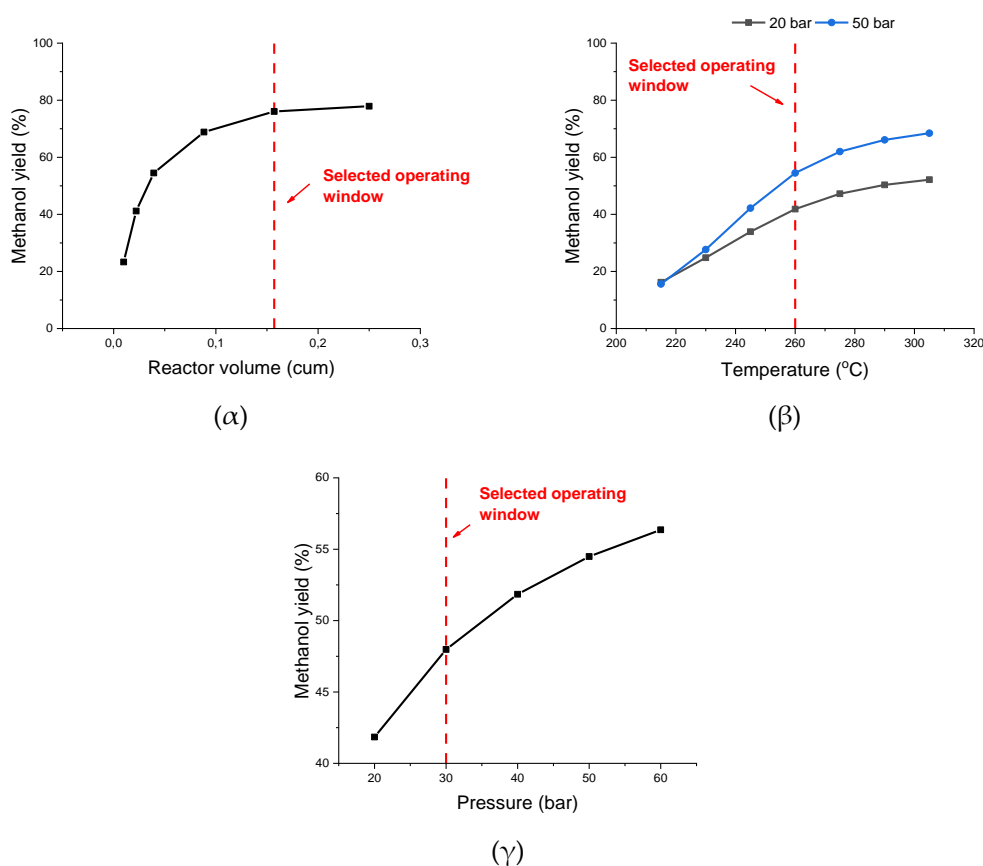 20 bar 50 bar
100
80
60
40
20
0
Methanol yield (%)
0,0 0,1 0,2 0,3
Reactor volume (cum)
Selected operating
window
(α)
100
80
60
40
20
0
Methanol yield (%)
200 220 240 260 280 300 320
Temperature (°C)
Selected operating
window
(β)
60
55
50
45
40
Methanol yield (%)
20 30 40 50 60
Pressure (bar)
Selected operating
window
(γ)